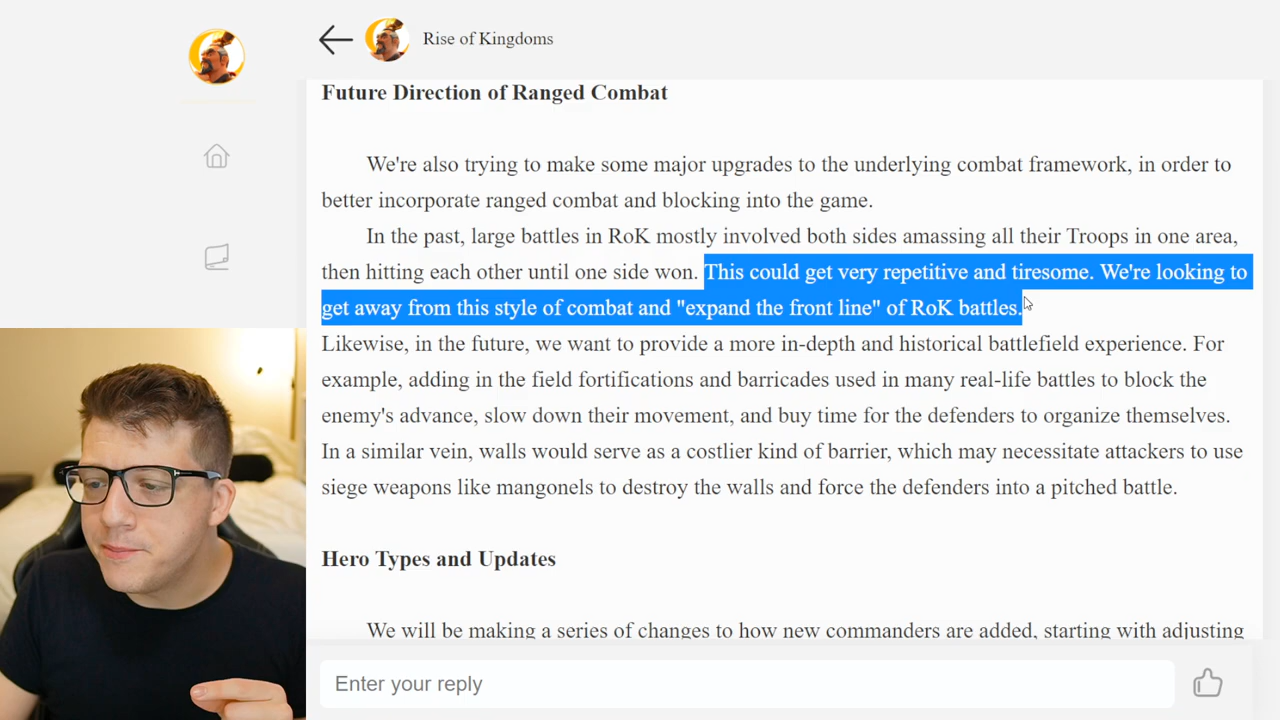 Rise of Kingdoms
Future Direction of Ranged Combat
We're also trying to make some major upgrades to the underlying combat framework, in order to
better incorporate ranged combat and blocking into the game.
In the past, large battles in RoK mostly involved both sides amassing all their Troops in one area,
then hitting each other until one side won. This could get very repetitive and tiresome. We're looking to
get away from this style of combat and "expand the front line" of RoK battles.
Likewise, in the future, we want to provide a more in-depth and historical battlefield experience. For
example, adding in the field fortifications and barricades used in many real-life battles to block the
enemy's advance, slow down their movement, and buy time for the defenders to organize themselves.
In a similar vein, walls would serve as a costlier kind of barrier, which may necessitate attackers to use
siege weapons like mangonels to destroy the walls and force the defenders into a pitched battle.
Hero Types and Updates
We will be making a series of changes to how new commanders are added, starting with adjusting
Enter your reply